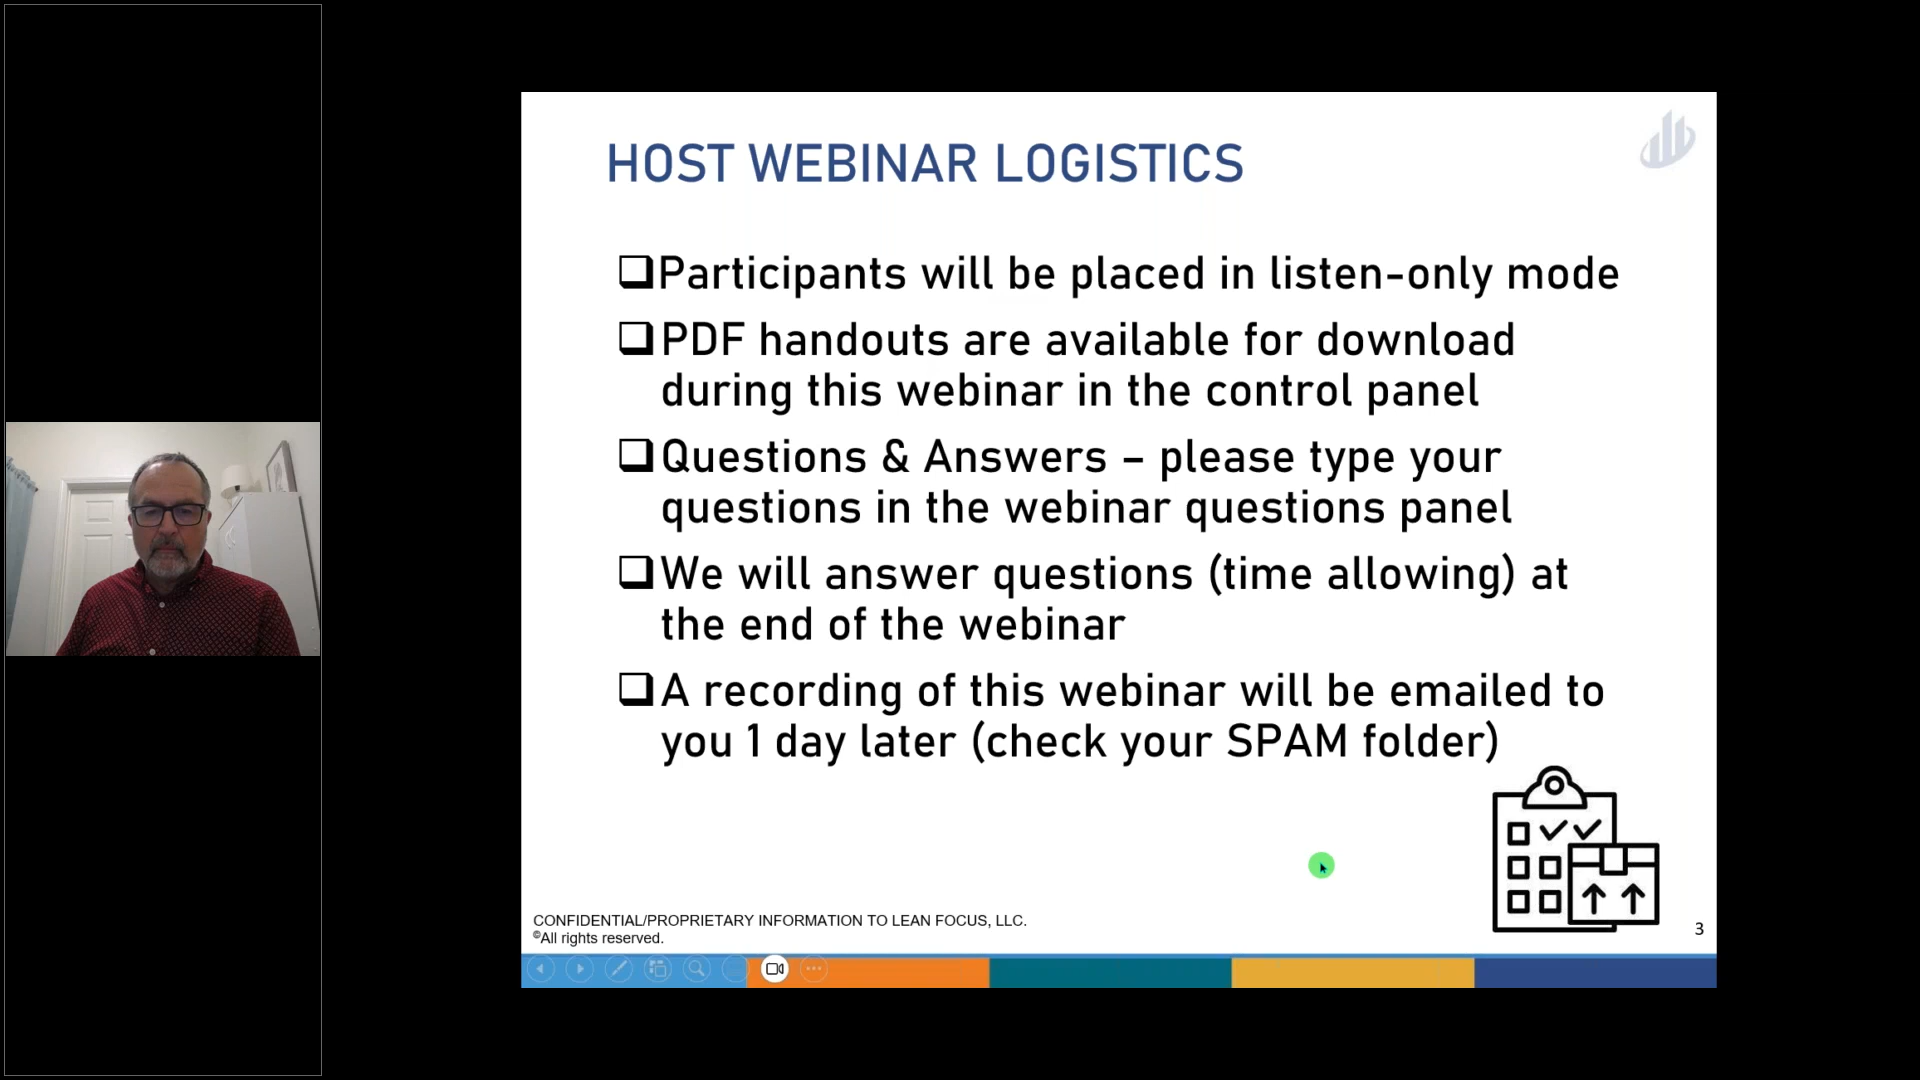 HOST WEBINAR LOGISTICS
Participants will be placed in listen-only mode
PDF handouts are available for download
during this webinar in the control panel
Questions & Answers – please type your
questions in the webinar questions panel
We will answer questions (time allowing) at
the end of the webinar
A recording of this webinar will be emailed to
you 1 day later (check your SPAM folder)
CONFIDENTIAL/PROPRIETARY INFORMATION TO LEAN FOCUS, LLC.
©All rights reserved.
3